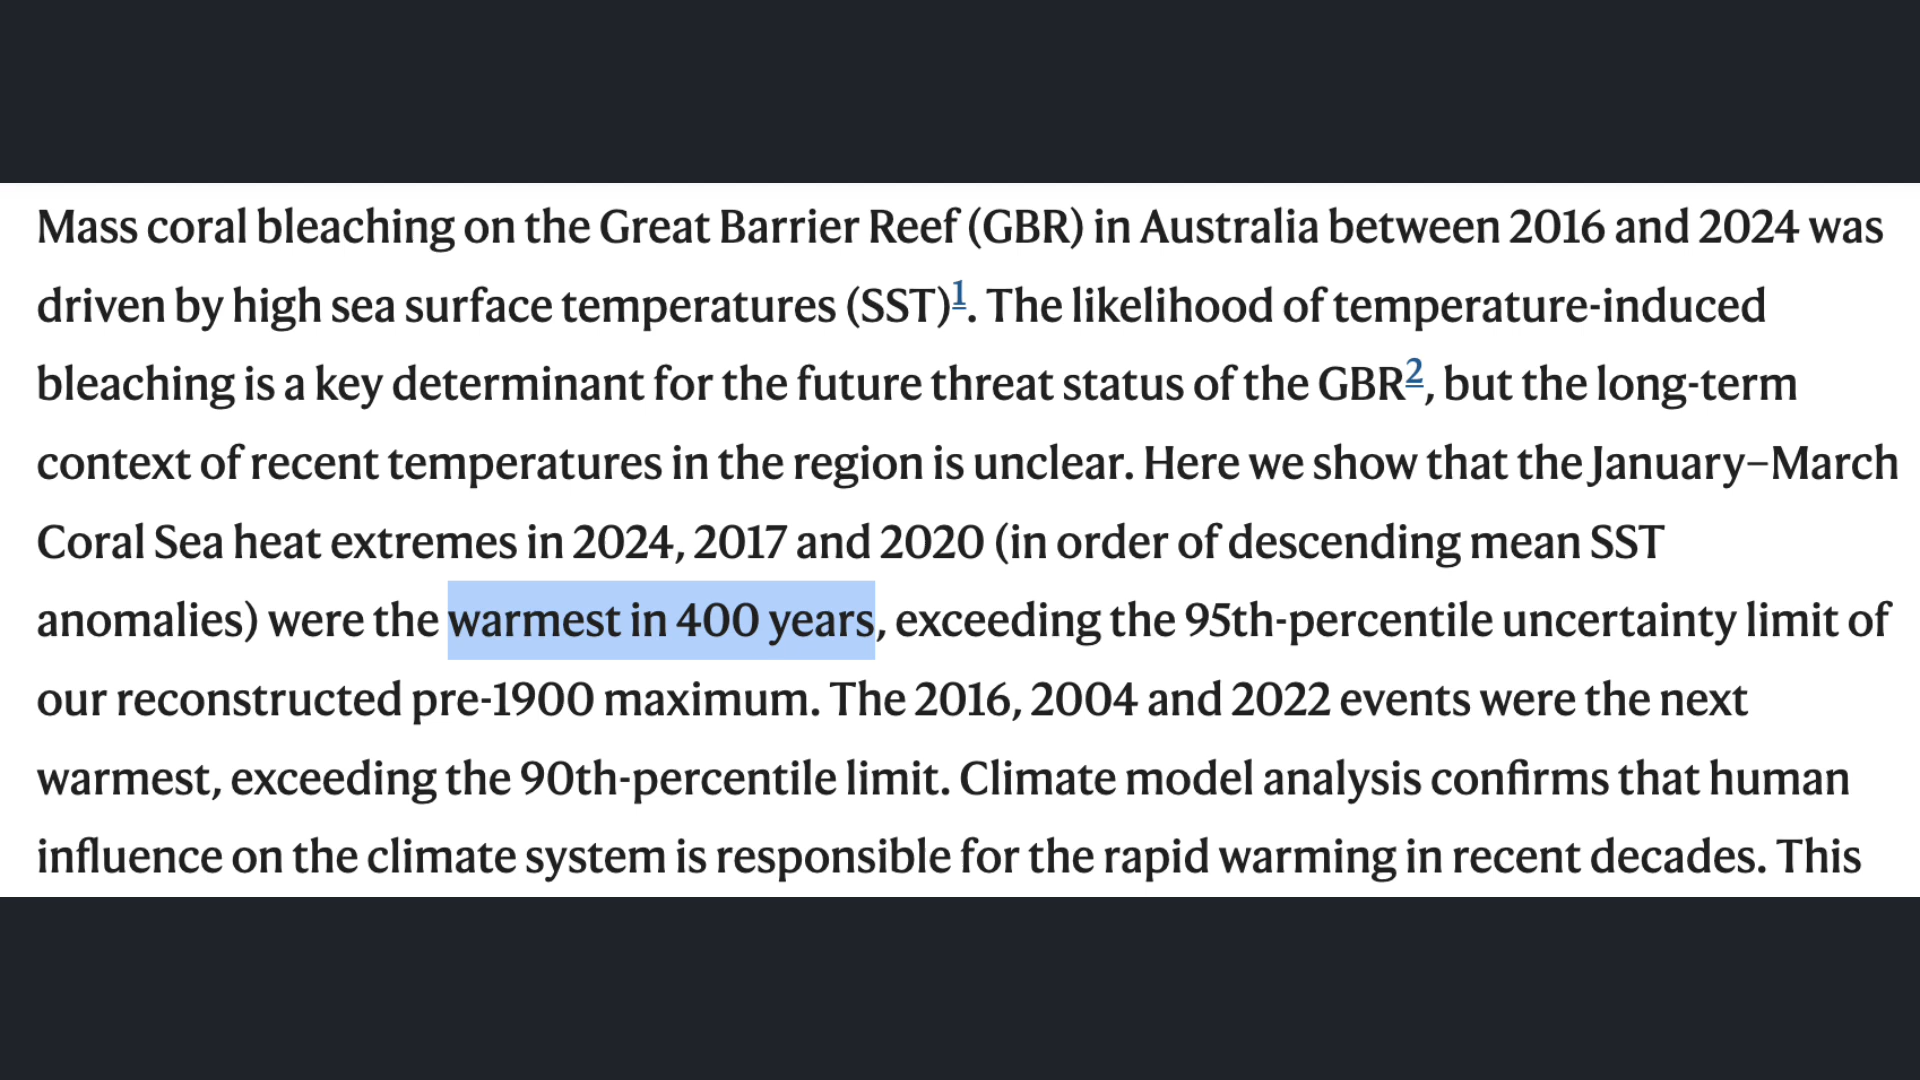 Mass coral bleaching on the Great Barrier Reef (GBR) in Australia between 2016 and 2024 was
driven by high sea surface temperatures (SST)1. The likelihood of temperature-induced
bleaching is a key determinant for the future threat status of the GBR2, but the long-term
context of recent temperatures in the region is unclear. Here we show that the January–March
Coral Sea heat extremes in 2024, 2017 and 2020 (in order of descending mean SST
anomalies) were the warmest in 400 years, exceeding the 95th-percentile uncertainty limit of
our reconstructed pre-1900 maximum. The 2016, 2004 and 2022 events were the next
warmest, exceeding the 90th-percentile limit. Climate model analysis confirms that human
influence on the climate system is responsible for the rapid warming in recent decades. This